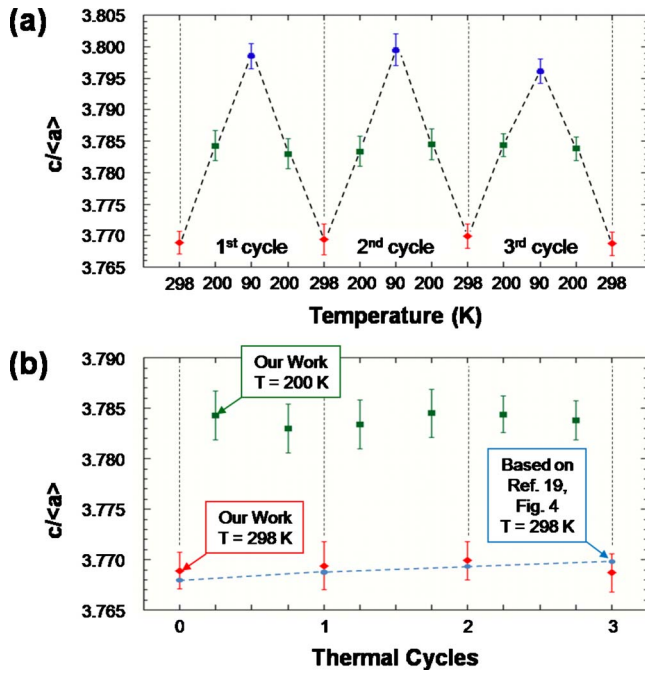 (a)
3.805
3.800
3.795
3.790
3.785
3.780
3.775
3.770
3.765
c/<a>
1st cycle
2nd cycle
3rd cycle
298 200 90 200 298 200 90 200 298 200 90 200 298
Temperature (K)
(b)
3.790
3.785
3.780
3.775
3.770
3.765
c/<a>
Our Work
T = 200 K
Our Work
T = 298 K
Based on
Ref. 19,
Fig. 4
T = 298 K
0 1 2 3
Thermal Cycles